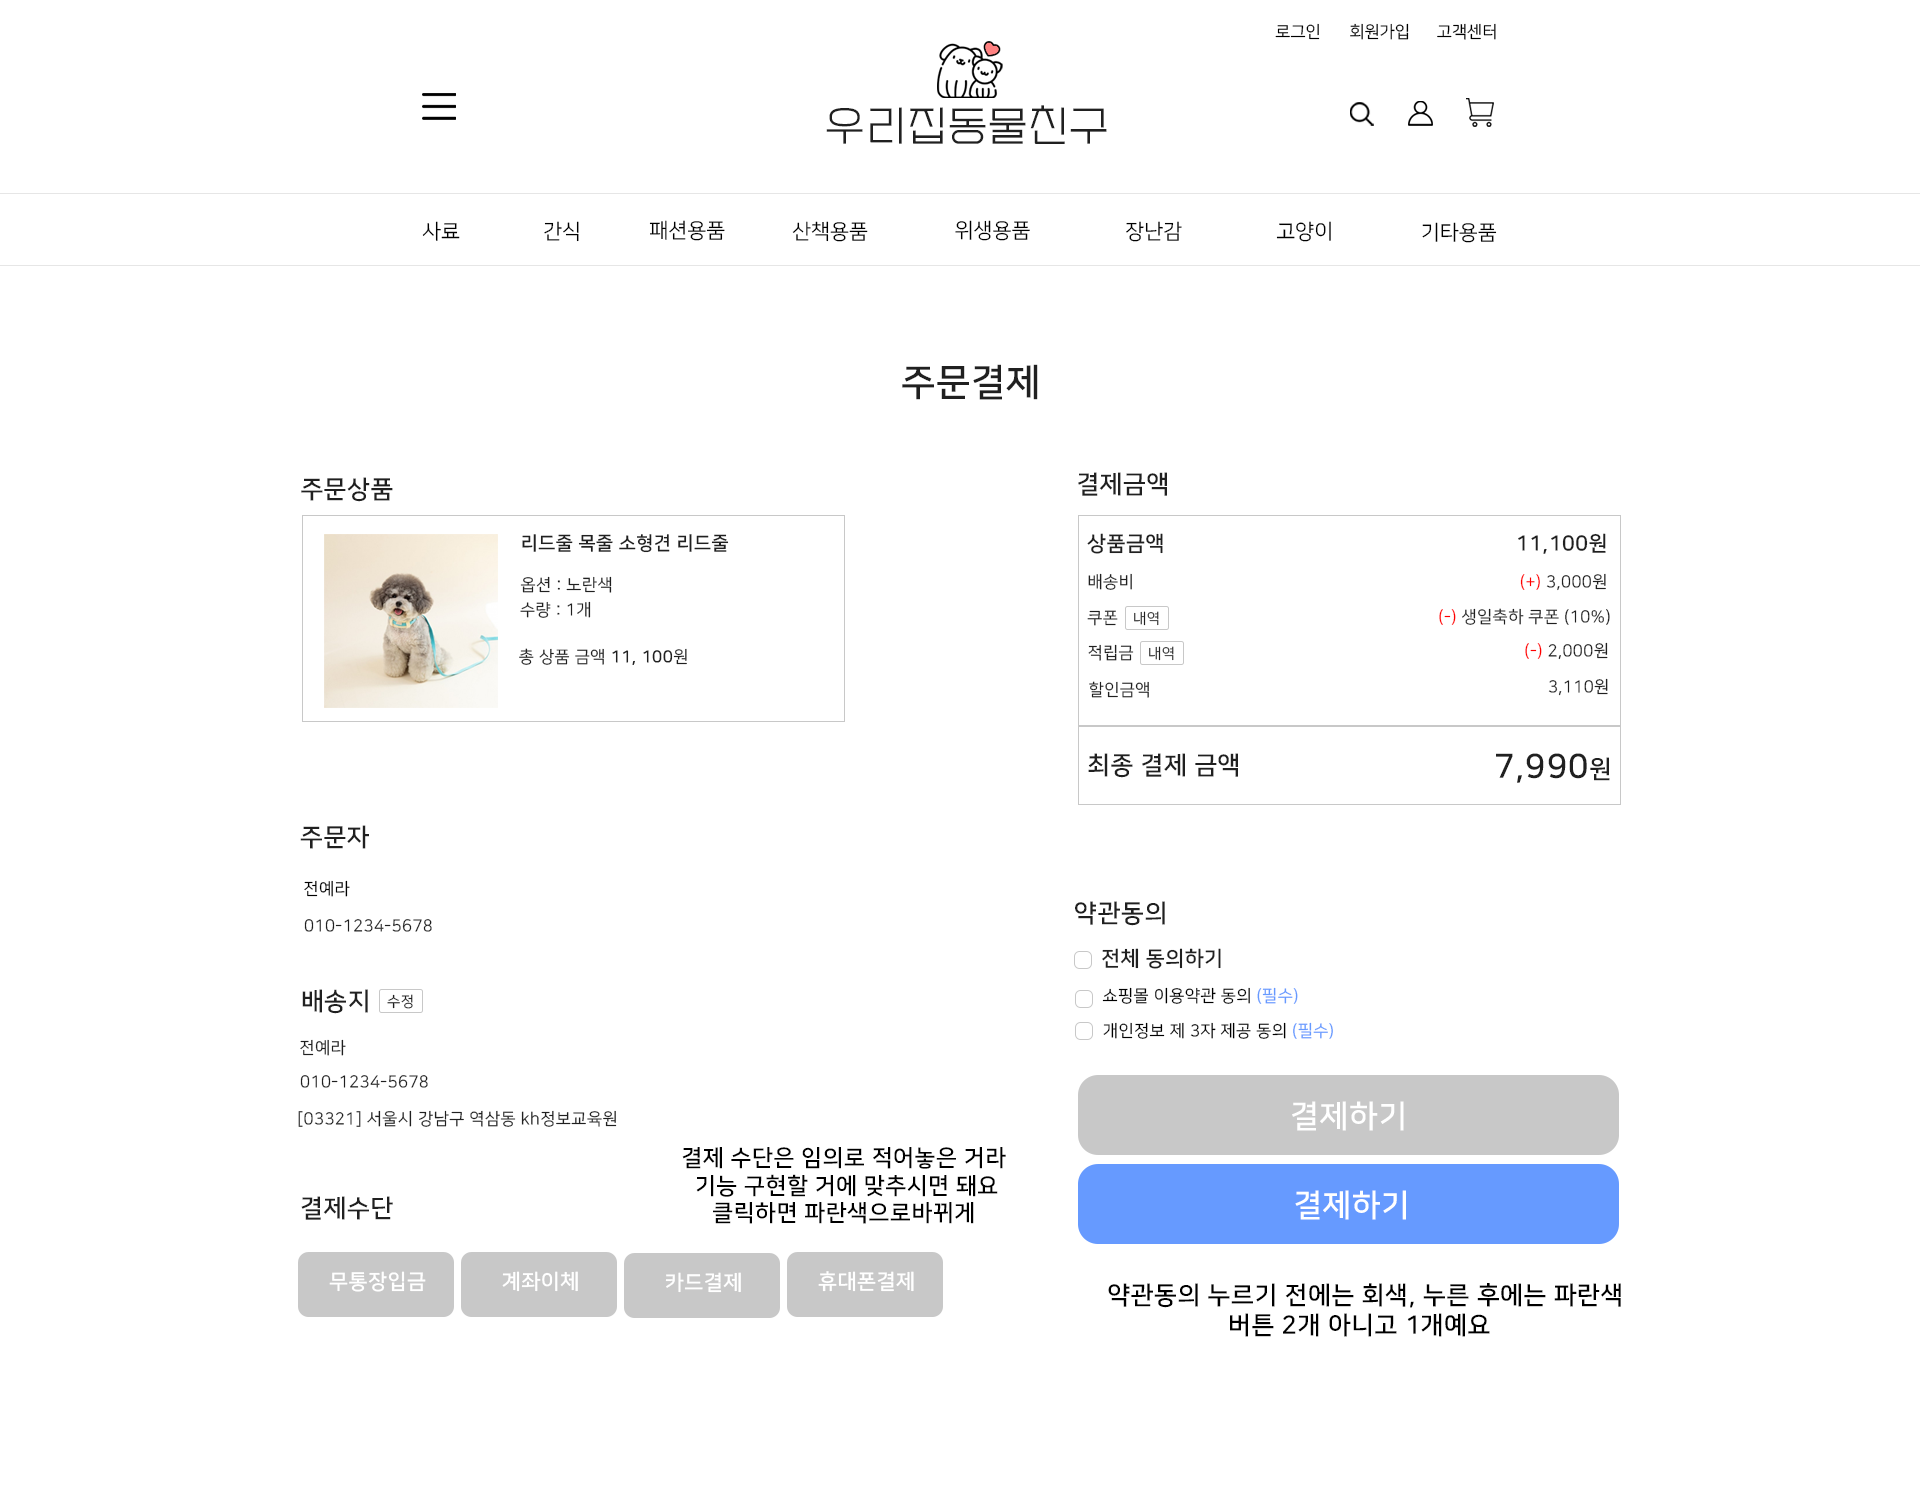 로그인 회원가입 고객센터
우리집동물친구
사료 간식 패션용품 산책용품 위생용품 장난감 고양이 기타용품
주문결제
주문상품
리드줄 목줄 소형견 리드줄
옵션 : 노란색
수량 : 1개
총 상품 금액 11, 100원
결제금액
상품금액 11,100원
배송비 (+) 3,000원
쿠폰 내역 (-) 생일축하 쿠폰 (10%)
적립금 내역 (-) 2,000원
할인금액 3,110원
최종 결제 금액 7,990원
주문자
전예라
010-1234-5678
배송지 수정
전예라
010-1234-5678
[03321] 서울시 강남구 역삼동 kh정보교육원
결제 수단은 임의로 적어놓은 거라
기능 구현할 거에 맞추시면 돼요
클릭하면 파란색으로바뀌게
결제수단
무통장입금 계좌이체 카드결제 휴대폰결제
약관동의
전체 동의하기
쇼핑몰 이용약관 동의 (필수)
개인정보 제 3자 제공 동의 (필수)
결제하기
결제하기
약관동의 누르기 전에는 회색, 누른 후에는 파란색
버튼 2개 아니고 1개예요